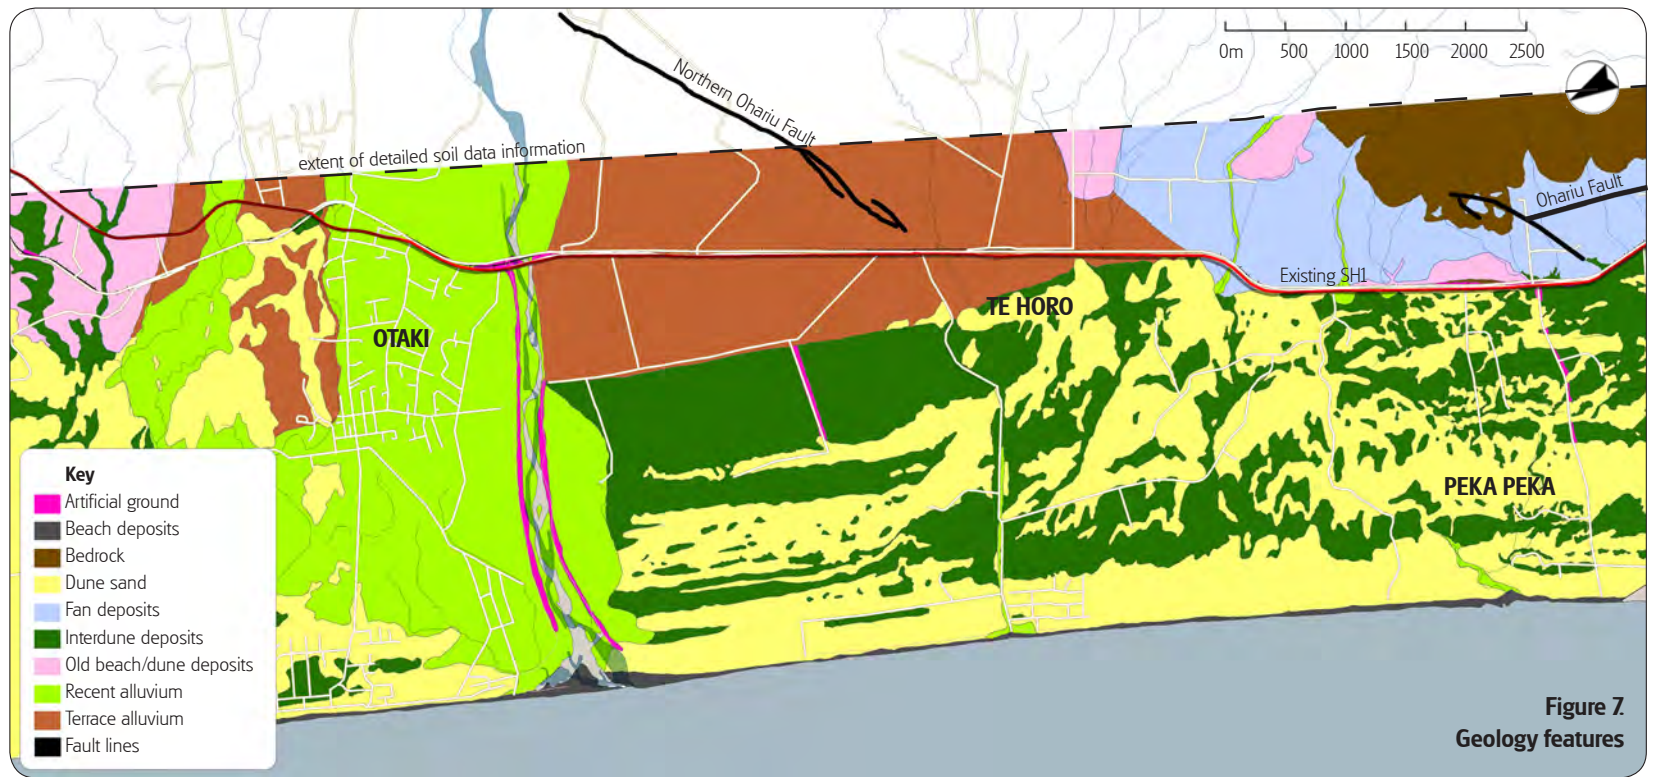 0m 500 1000 1500 2000 2500
Northern Ohariu Fault
extent of detailed soil data information
Ohariu Fault
Existing SH1
TE HORO
OTAKI
PEKA PEKA
Key
Artificial ground
Beach deposits
Bedrock
Dune sand
Fan deposits
Interdune deposits
Old beach/dune deposits
Recent alluvium
Terrace alluvium
Fault lines
Figure 7.
Geology features